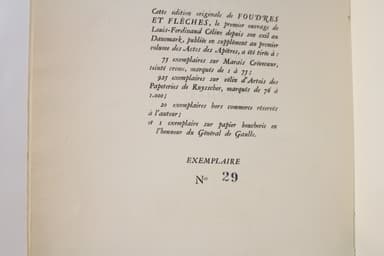 Cette édition originale de FOUDRES
ET FLÈCHES, le premier ouvrage de
Louis-Ferdinand Céline depuis son exil au
Danemark, publiée en supplément au premier
volume des Actes des Apôtres, a été tirée à :
75 exemplaires sur Marais Crèvecœur,
teinté crème, marqués de 1 à 75 :
925 exemplaires sur vélin d'Artois des
Papeteries de Ruysscher, marqués de 76 à
1.000;
20 exemplaires hors commerce réservés
à l'auteur;
et 1 exemplaire sur papier boucherie en
l'honneur du Général de Gaulle.
EXEMPLAIRE
Nº 29